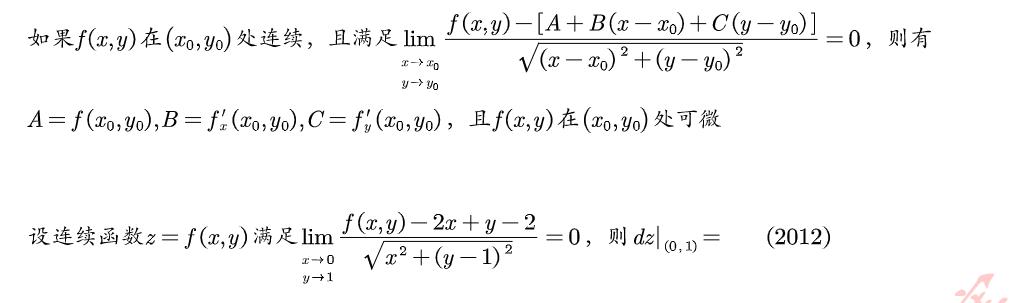 如果f(x,y)在(x₀,y₀)处连续，且满足 lim_{x→x₀, y→y₀} (f(x,y)−[A+B(x−x₀)+C(y−y₀)])/√((x−x₀)²+(y−y₀)²)=0，则有
A=f(x₀,y₀),B=f′ₓ(x₀,y₀),C=f′_y(x₀,y₀)，且f(x,y)在(x₀,y₀)处可微
设连续函数z=f(x,y)满足 lim_{x→0, y→1} (f(x,y)−2x+y−2)/√(x²+(y−1)²)=0，则dz|_(0,1)= (2012)